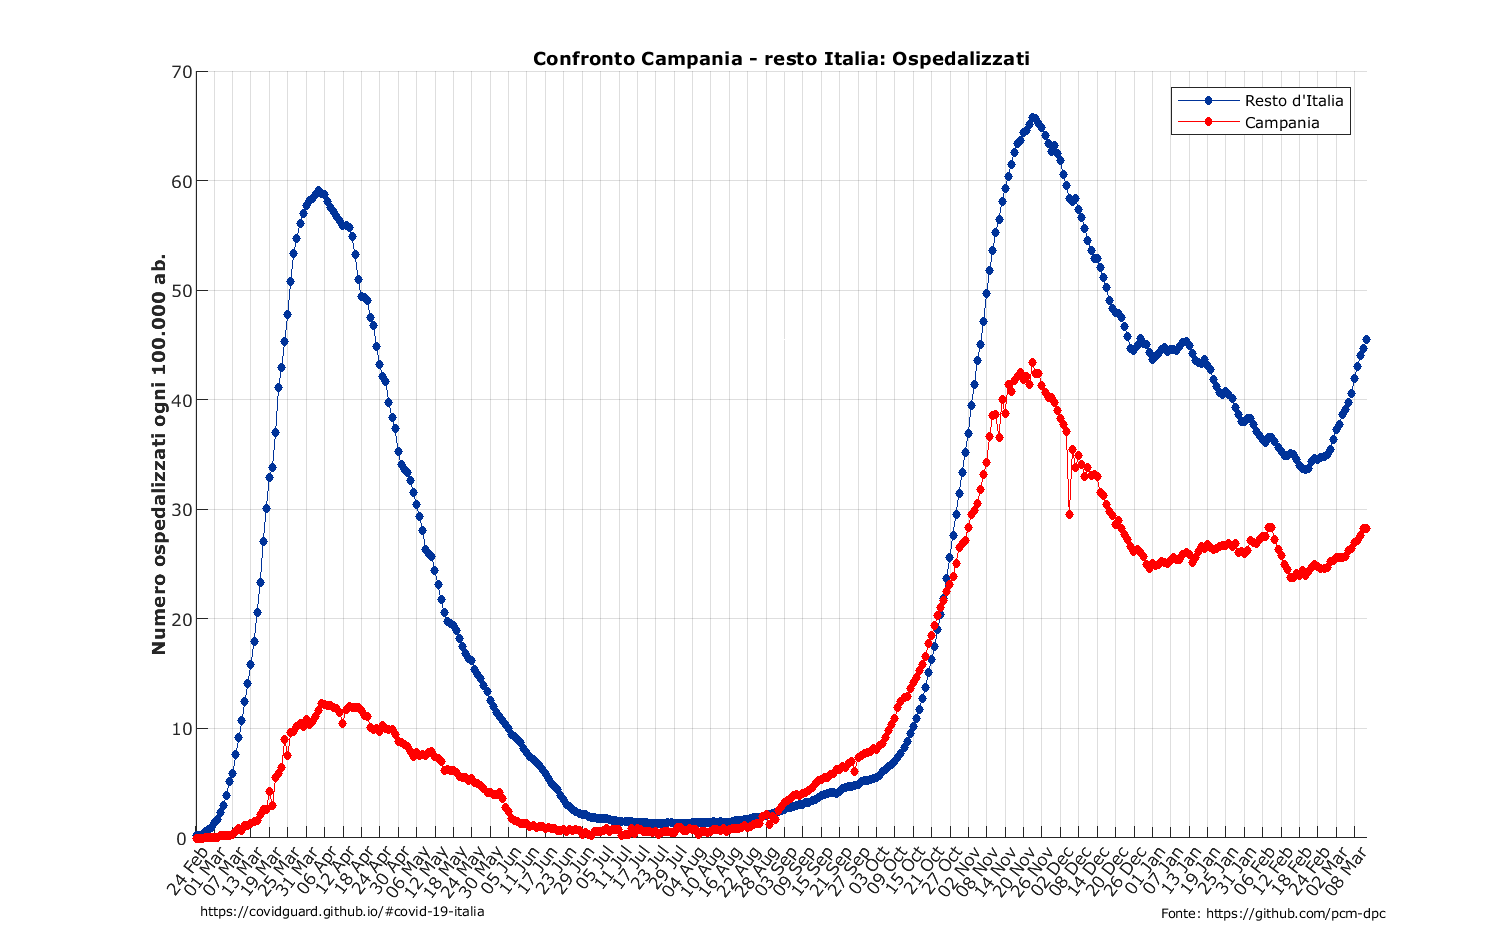 Confronto Campania - resto Italia: Ospedalizzati
Numero ospedalizzati ogni 100.000 ab.
70
60
50
40
30
20
10
0
Resto d'Italia
Campania
24 Feb
01 Mar
07 Mar
13 Mar
19 Mar
25 Mar
31 Mar
06 Apr
12 Apr
18 Apr
24 Apr
30 Apr
06 May
12 May
18 May
24 May
30 May
05 Jun
11 Jun
17 Jun
23 Jun
29 Jun
05 Jul
11 Jul
17 Jul
23 Jul
29 Jul
04 Aug
10 Aug
16 Aug
22 Aug
28 Aug
03 Sep
09 Sep
15 Sep
21 Sep
27 Sep
03 Oct
09 Oct
15 Oct
21 Oct
27 Oct
02 Nov
08 Nov
14 Nov
20 Nov
26 Nov
02 Dec
08 Dec
14 Dec
20 Dec
26 Dec
01 Jan
07 Jan
13 Jan
19 Jan
25 Jan
31 Jan
06 Feb
12 Feb
18 Feb
24 Feb
02 Mar
08 Mar
https://covidguard.github.io/#covid-19-italia
Fonte: https://github.com/pcm-dpc